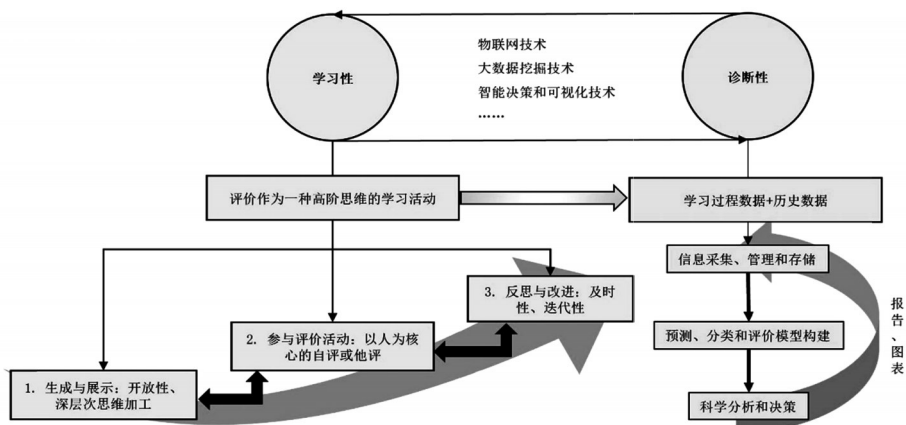 学习性
物联网技术
大数据挖掘技术
智能决策和可视化技术
……
诊断性
评价作为一种高阶思维的学习活动
学习过程数据+历史数据
1. 生成与展示：开放性、
深层次思维加工
2. 参与评价活动：以人为核
心的自评或他评
3. 反思与改进：及时
性、迭代性
信息采集、管理和存储
预测、分类和评价模型构建
科学分析和决策
报告、图表